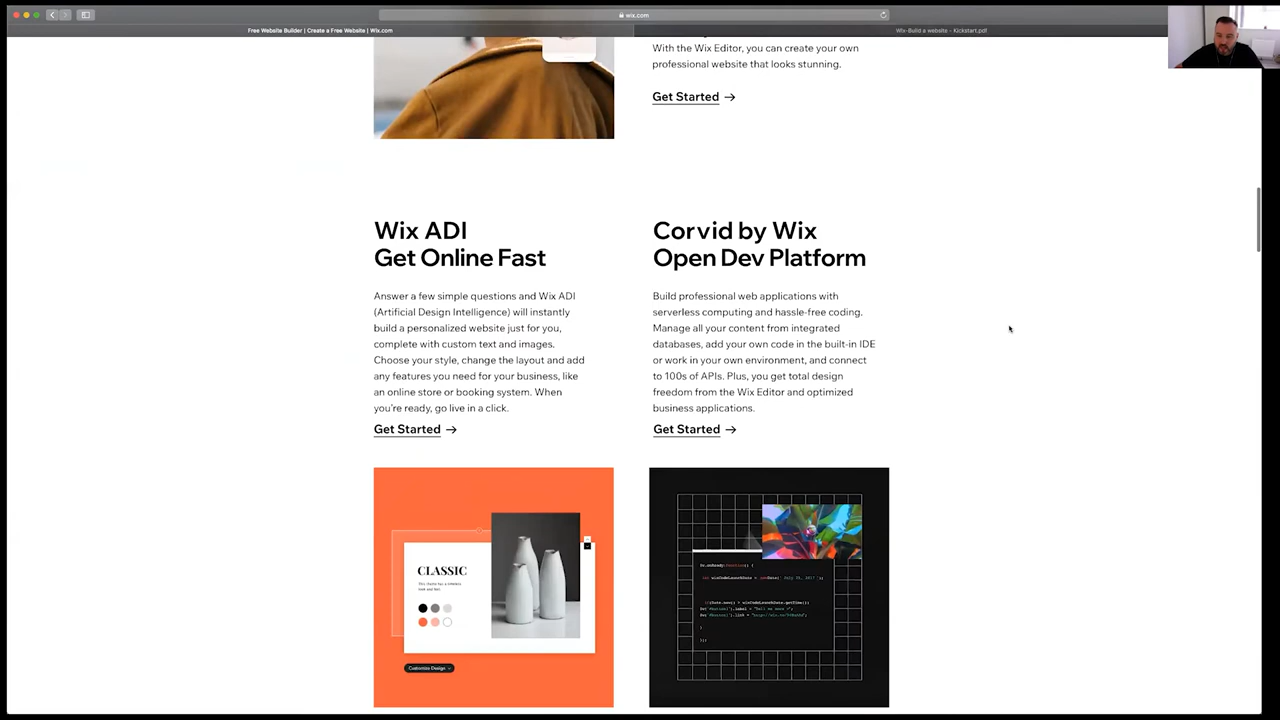 wix.com
Free Website Builder | Create a Free Website | Wix.com
Wix-Build a website - Kickstart.pdf
With the Wix Editor, you can create your own
professional website that looks stunning.
Get Started →
Wix ADI
Get Online Fast
Answer a few simple questions and Wix ADI
(Artificial Design Intelligence) will instantly
build a personalized website just for you,
complete with custom text and images.
Choose your style, change the layout and add
any features you need for your business, like
an online store or booking system. When
you're ready, go live in a click.
Get Started →
Corvid by Wix
Open Dev Platform
Build professional web applications with
serverless computing and hassle-free coding.
Manage all your content from integrated
databases, add your own code in the built-in IDE
or work in your own environment, and connect
to 100s of APIs. Plus, you get total design
freedom from the Wix Editor and optimized
business applications.
Get Started →
CLASSIC
Customize Design